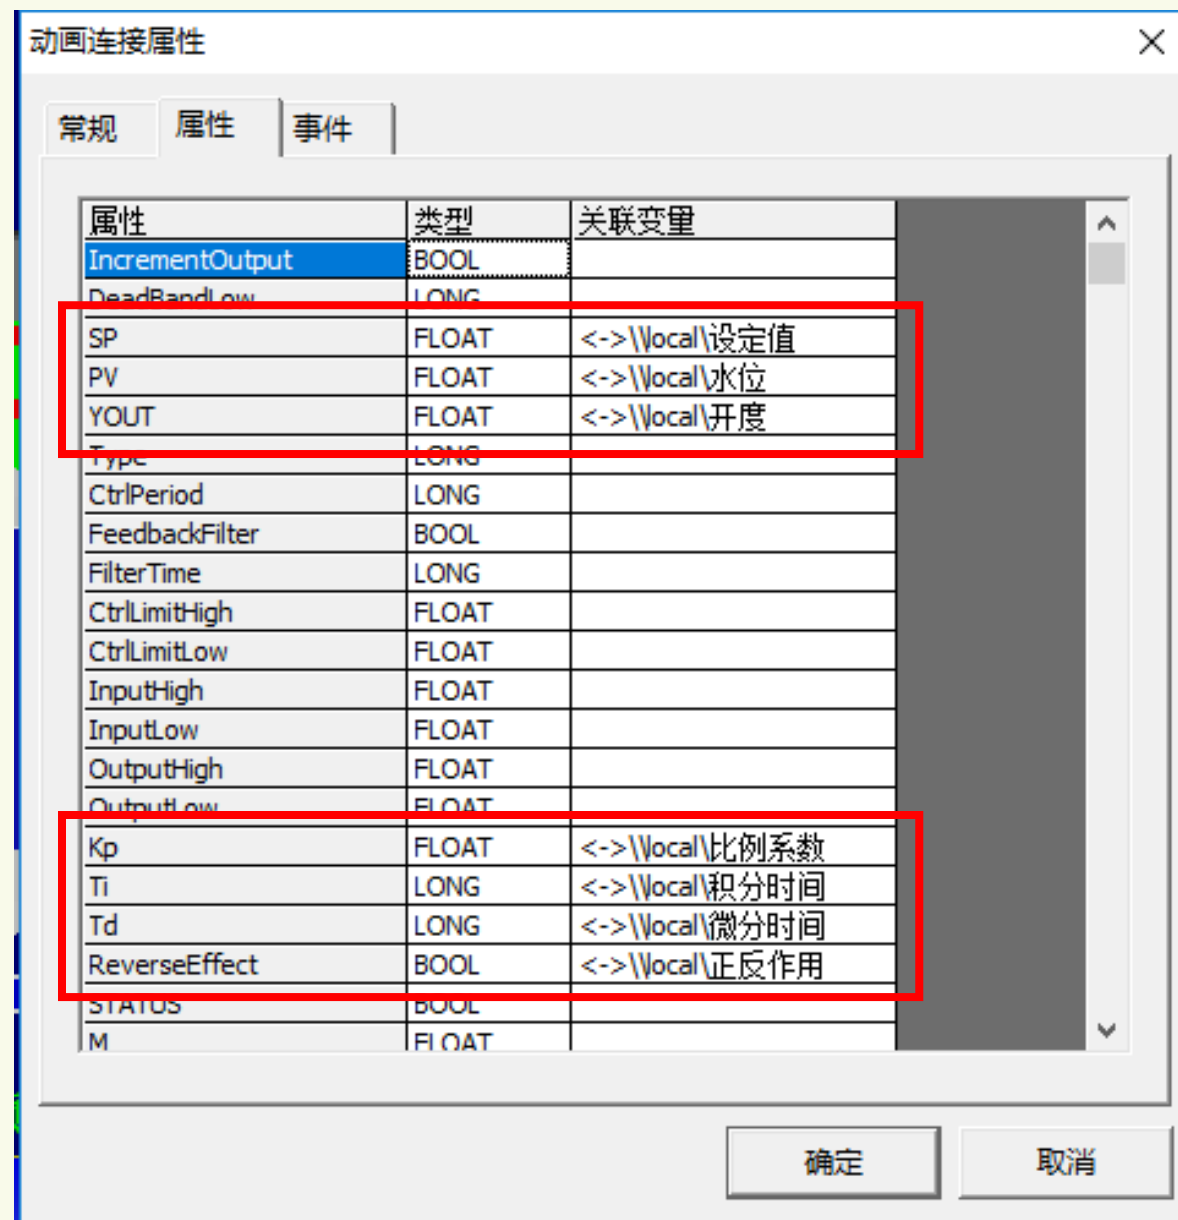 动画连接属性
常规 属性 事件
属性 类型 关联变量
IncrementOutput BOOL
DeadBandLow LONG
SP FLOAT <->\\local\设定值
PV FLOAT <->\\local\水位
YOUT FLOAT <->\\local\开度
Type LONG
CtrlPeriod LONG
FeedbackFilter BOOL
FilterTime LONG
CtrlLimitHigh FLOAT
CtrlLimitLow FLOAT
InputHigh FLOAT
InputLow FLOAT
OutputHigh FLOAT
OutputLow FLOAT
Kp FLOAT <->\\local\比例系数
Ti LONG <->\\local\积分时间
Td LONG <->\\local\微分时间
ReverseEffect BOOL <->\\local\正反作用
STATUS BOOL
M FLOAT
确定 取消